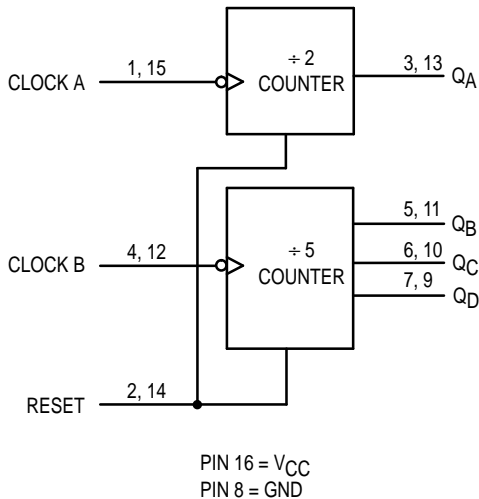 ÷ 2
COUNTER
CLOCK A
1, 15
3, 13
QA
÷ 5
COUNTER
CLOCK B
4, 12
5, 11
QB
6, 10
QC
7, 9
QD
RESET
2, 14
PIN 16 = VCC
PIN 8 = GND